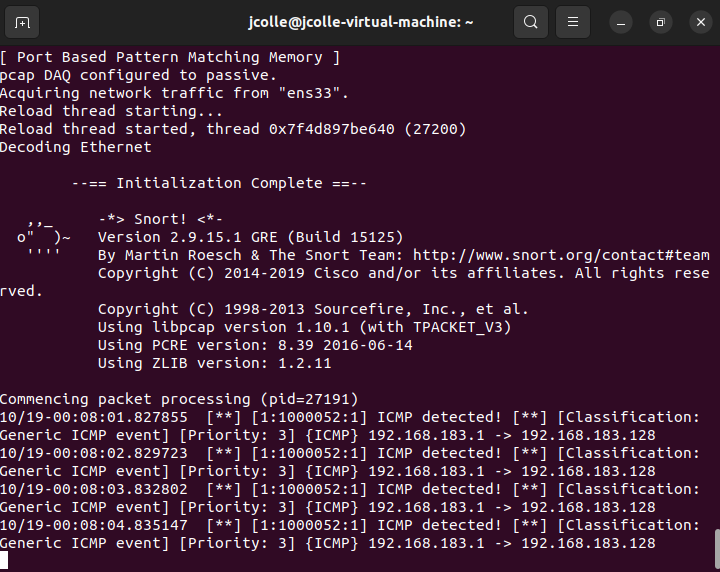 jcolle@jcolle-virtual-machine: ~
[ Port Based Pattern Matching Memory ]
pcap DAQ configured to passive.
Acquiring network traffic from "ens33".
Reload thread starting...
Reload thread started, thread 0x7f4d897be640 (27200)
Decoding Ethernet
--== Initialization Complete ==--
,,_     -*> Snort! <*-
o"  )~   Version 2.9.15.1 GRE (Build 15125)
''''    By Martin Roesch & The Snort Team: http://www.snort.org/contact#team
Copyright (C) 2014-2019 Cisco and/or its affiliates. All rights rese
rved.
Copyright (C) 1998-2013 Sourcefire, Inc., et al.
Using libpcap version 1.10.1 (with TPACKET_V3)
Using PCRE version: 8.39 2016-06-14
Using ZLIB version: 1.2.11
Commencing packet processing (pid=27191)
10/19-00:08:01.827855  [**] [1:1000052:1] ICMP detected! [**] [Classification:
Generic ICMP event] [Priority: 3] {ICMP} 192.168.183.1 -> 192.168.183.128
10/19-00:08:02.829723  [**] [1:1000052:1] ICMP detected! [**] [Classification:
Generic ICMP event] [Priority: 3] {ICMP} 192.168.183.1 -> 192.168.183.128
10/19-00:08:03.832802  [**] [1:1000052:1] ICMP detected! [**] [Classification:
Generic ICMP event] [Priority: 3] {ICMP} 192.168.183.1 -> 192.168.183.128
10/19-00:08:04.835147  [**] [1:1000052:1] ICMP detected! [**] [Classification:
Generic ICMP event] [Priority: 3] {ICMP} 192.168.183.1 -> 192.168.183.128